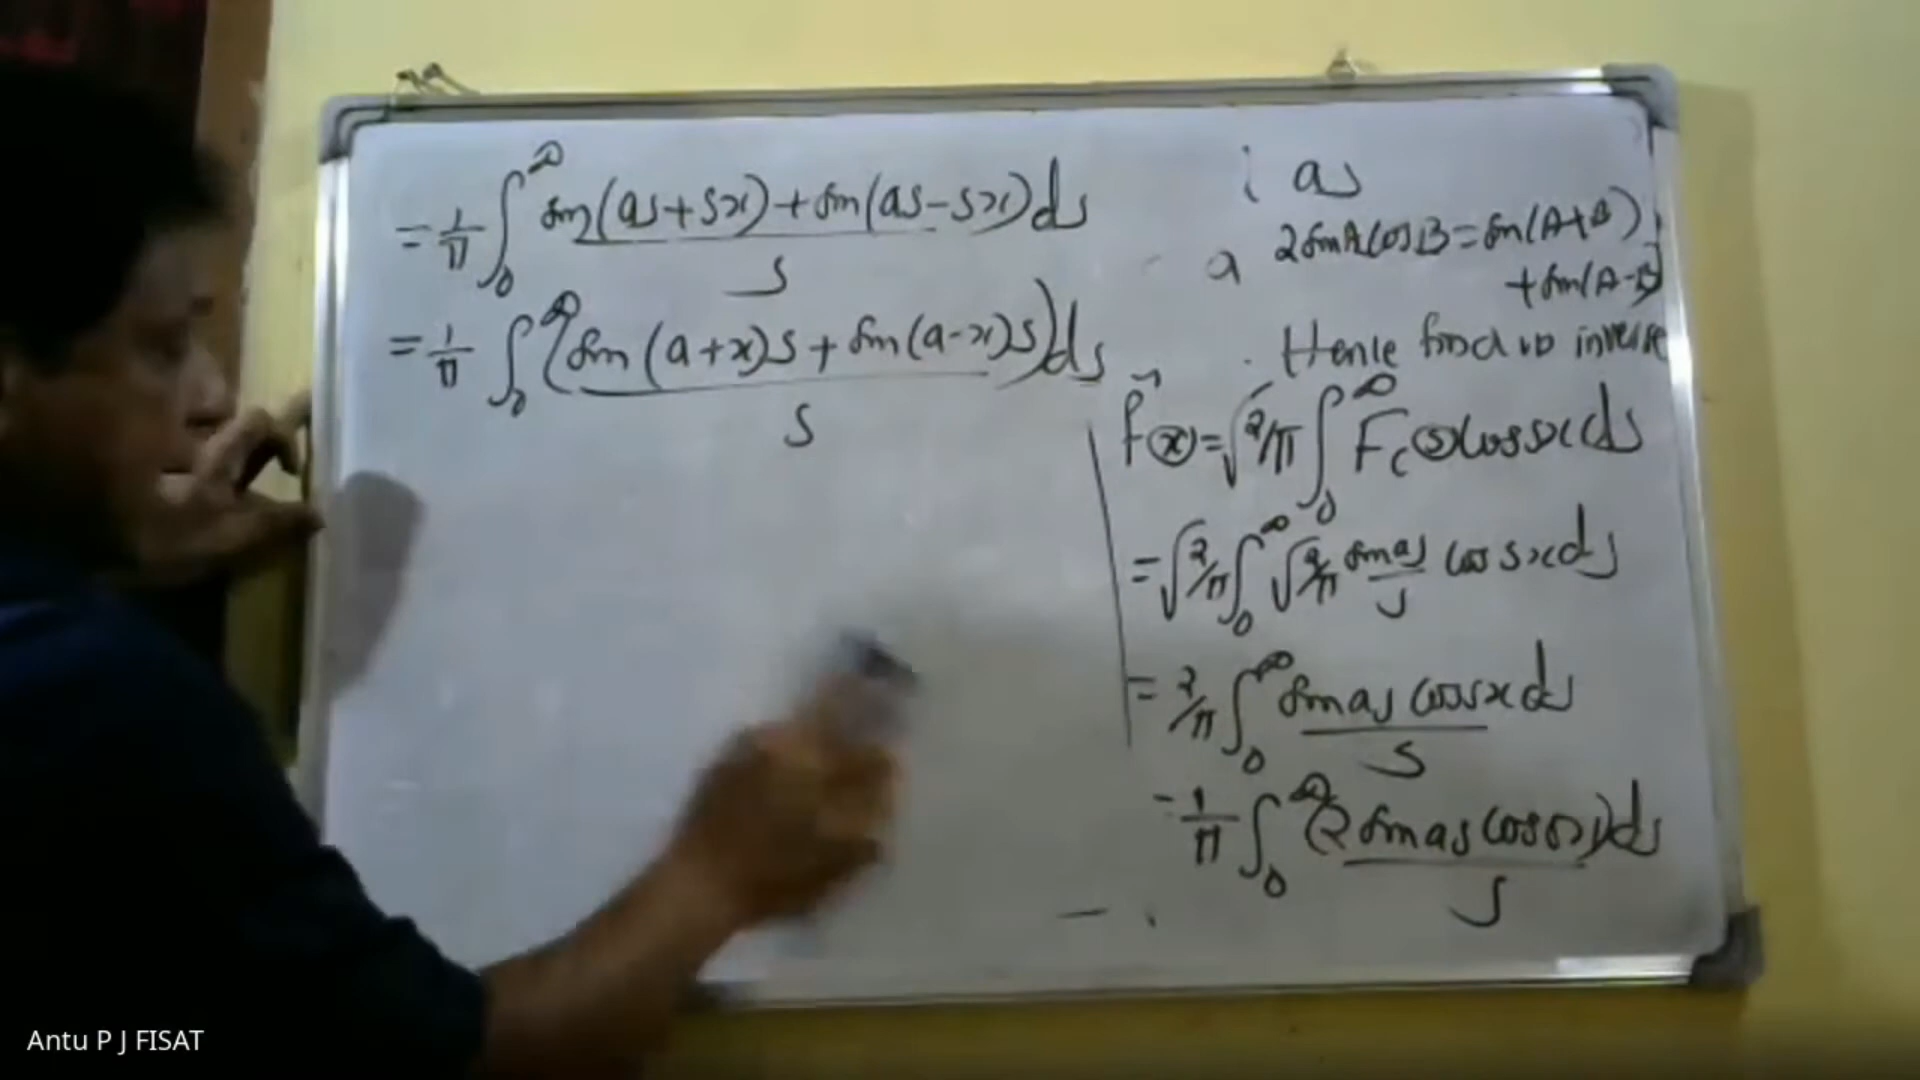 = 1/π ∫₀^∞ sin(as+sx)+sin(as-sx) ds / s
= 1/π ∫₀^∞ (sin(a+x)s + sin(a-x)s) ds / s
as
a 2 sinA cosB = sin(A+B)
+ sin(A-B)
Hence find its inverse
f(x) = √2/π ∫₀^∞ Fc(s) cos sx ds
= √2/π ∫₀^∞ √2/π sin as / s cos sx ds
= 2/π ∫₀^∞ sin as cos sx ds / s
= 1/π ∫₀^∞ (2 sin as cos sx) ds / s
Antu P J FISAT